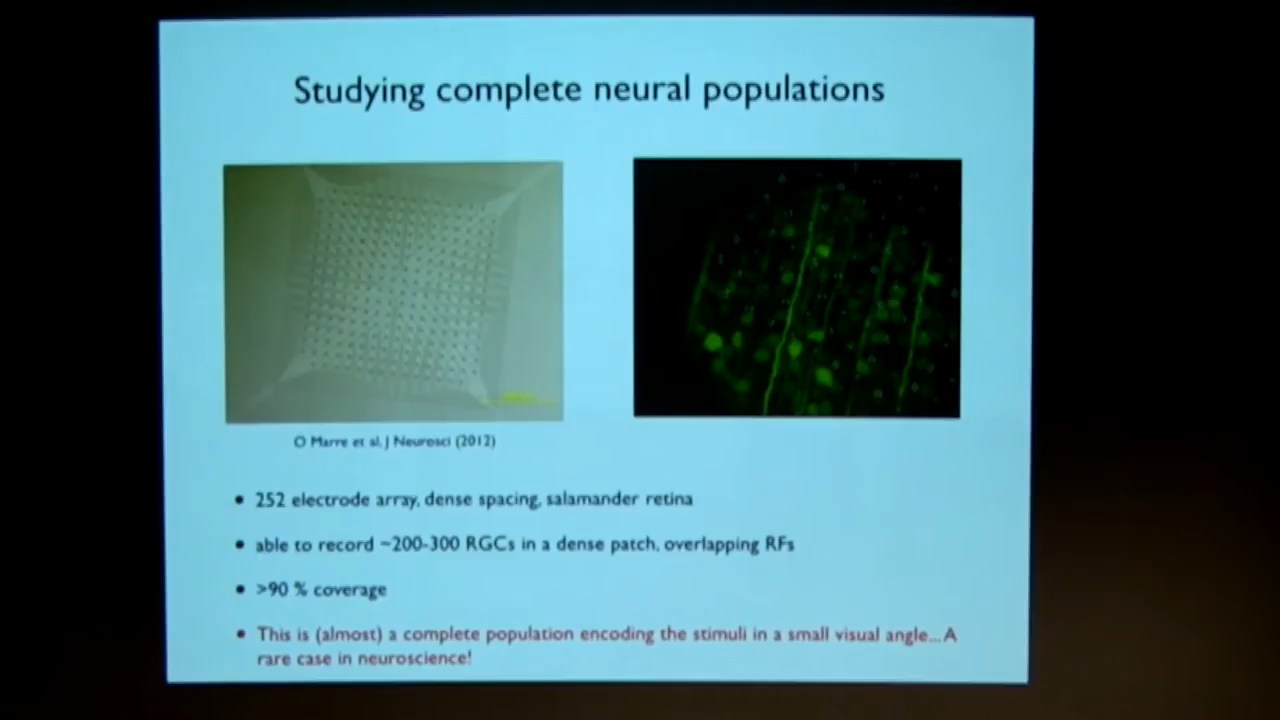 Studying complete neural populations
O Marre et al, J Neurosci (2012)
• 252 electrode array, dense spacing, salamander retina
• able to record ~200-300 RGCs in a dense patch, overlapping RFs
• >90 % coverage
• This is (almost) a complete population encoding the stimuli in a small visual angle... A
rare case in neuroscience!